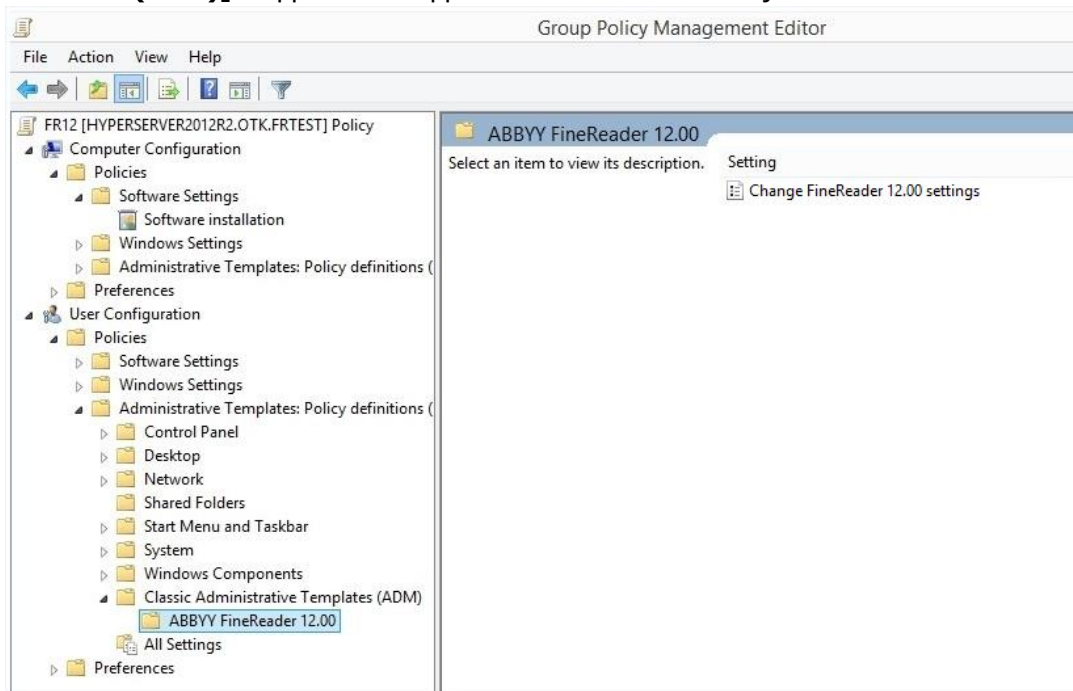 Group Policy Management Editor
File Action View Help
FR12 [HYPERSERVER2012R2.OTK.FRTEST] Policy
Computer Configuration
Policies
Software Settings
Software installation
Windows Settings
Administrative Templates: Policy definitions (
Preferences
User Configuration
Policies
Software Settings
Windows Settings
Administrative Templates: Policy definitions (
Control Panel
Desktop
Network
Shared Folders
Start Menu and Taskbar
System
Windows Components
Classic Administrative Templates (ADM)
ABBYY FineReader 12.00
All Settings
Preferences
ABBYY FineReader 12.00
Select an item to view its description.
Setting
Change FineReader 12.00 settings